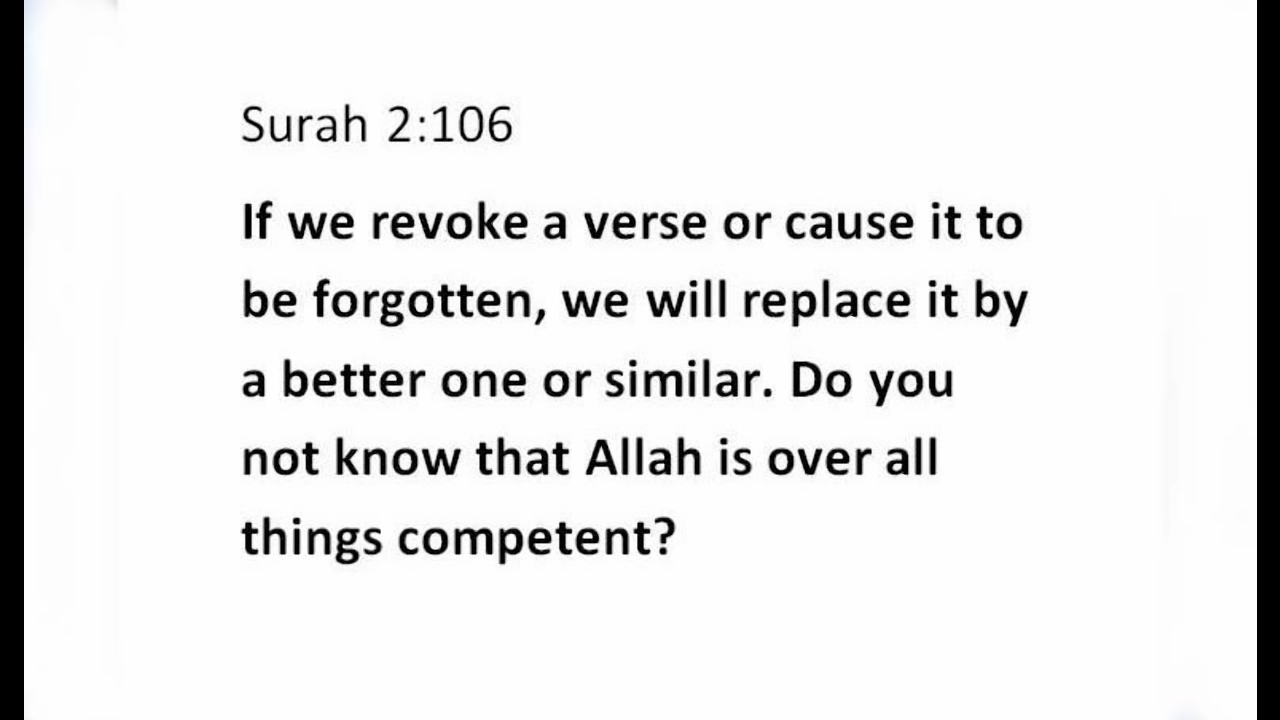 Surah 2:106
If we revoke a verse or cause it to
be forgotten, we will replace it by
a better one or similar. Do you
not know that Allah is over all
things competent?